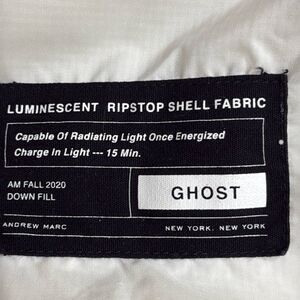 LUMINESCENT RIPSTOP SHELL FABRIC
Capable Of Radiating Light Once Energized
Charge In Light --- 15 Min.
AM FALL 2020
DOWN FILL
GHOST
ANDREW MARC
NEW YORK, NEW YORK